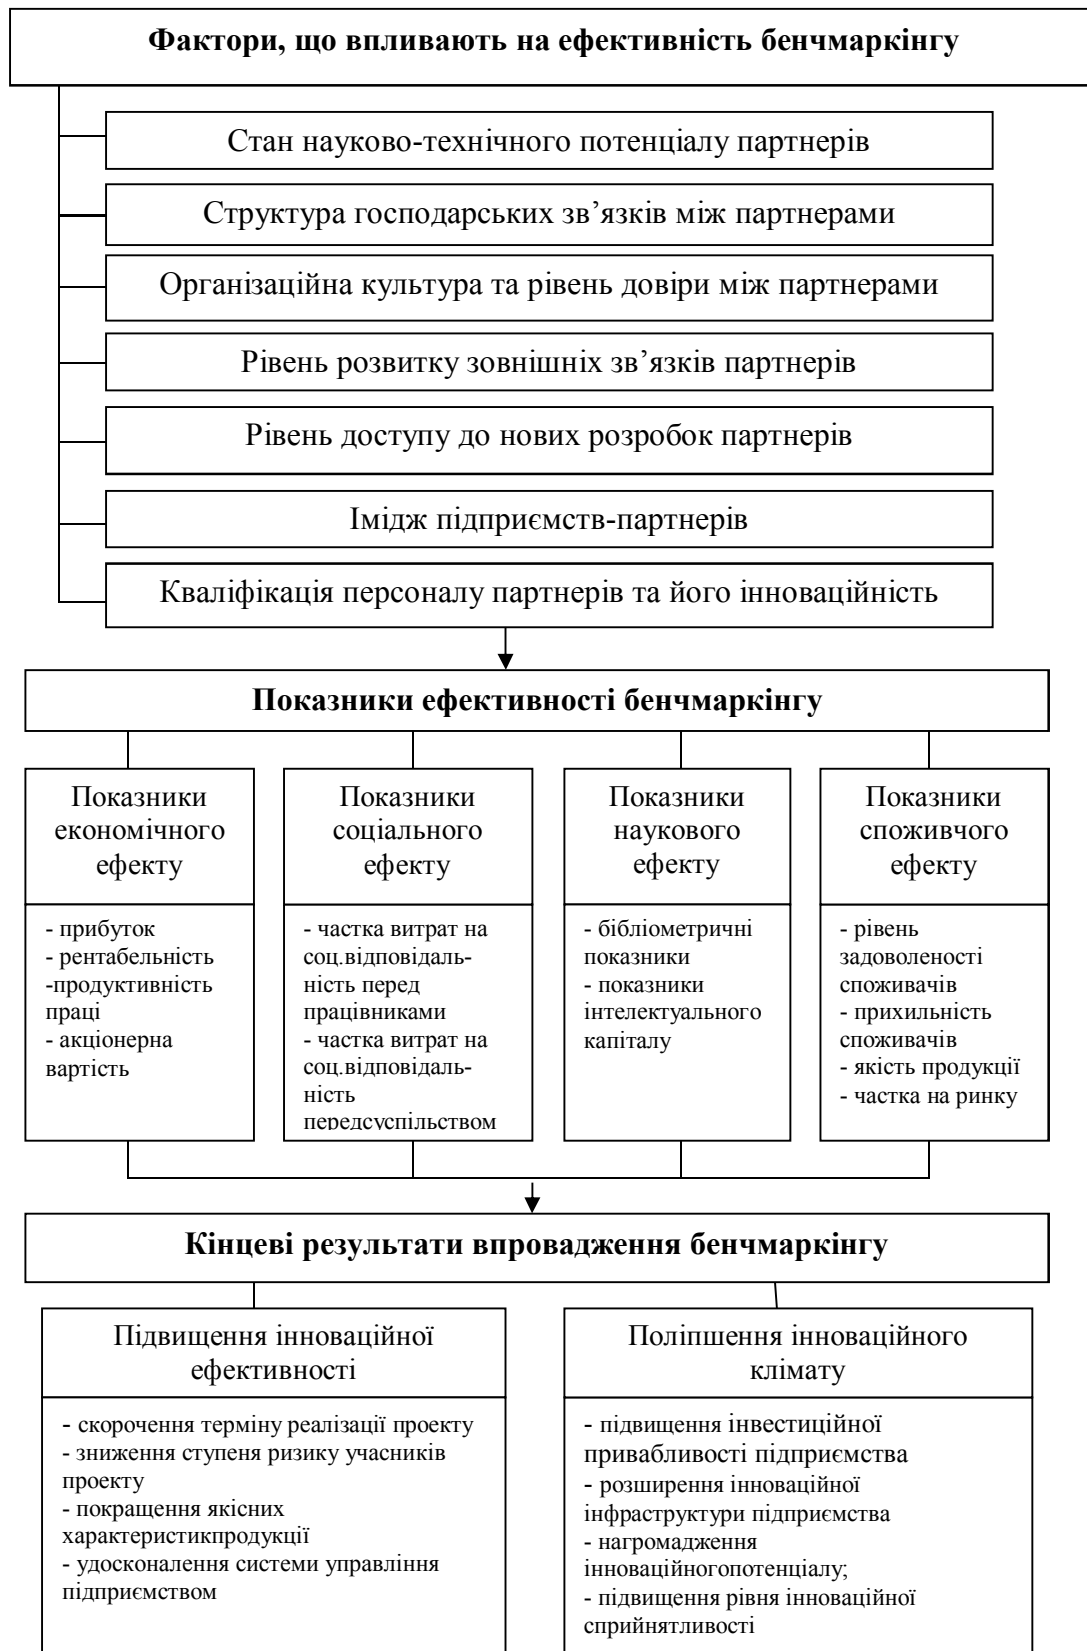 Фактори, що впливають на ефективність бенчмаркінгу
Стан науково-технічного потенціалу партнерів
Структура господарських зв’язків між партнерами
Організаційна культура та рівень довіри між партнерами
Рівень розвитку зовнішніх зв’язків партнерів
Рівень доступу до нових розробок партнерів
Імідж підприємств-партнерів
Кваліфікація персоналу партнерів та його інноваційність
Показники ефективності бенчмаркінгу
Показники
економічного
ефекту
- прибуток
- рентабельність
-продуктивність
праці
- акціонерна
вартість
Показники
соціального
ефекту
- частка витрат на
соц.відповідаль-
ність перед
працівниками
- частка витрат на
соц.відповідаль-
ність
передсуспільством
Показники
наукового
ефекту
- бібліометричні
показники
- показники
інтелектуального
капіталу
Показники
споживчого
ефекту
- рівень
задоволеності
споживачів
- прихильність
споживачів
- якість продукції
- частка на ринку
Кінцеві результати впровадження бенчмаркінгу
Підвищення інноваційної
ефективності
- скорочення терміну реалізації проекту
- зниження ступеня ризику учасників
проекту
- покращення якісних
характеристикпродукції
- удосконалення системи управління
підприємством
Поліпшення інноваційного
клімату
- підвищення інвестиційної
привабливості підприємства
- розширення інноваційної
інфраструктури підприємства
- нагромадження
інноваційногопотенціалу;
- підвищення рівня інноваційної
сприйнятливості